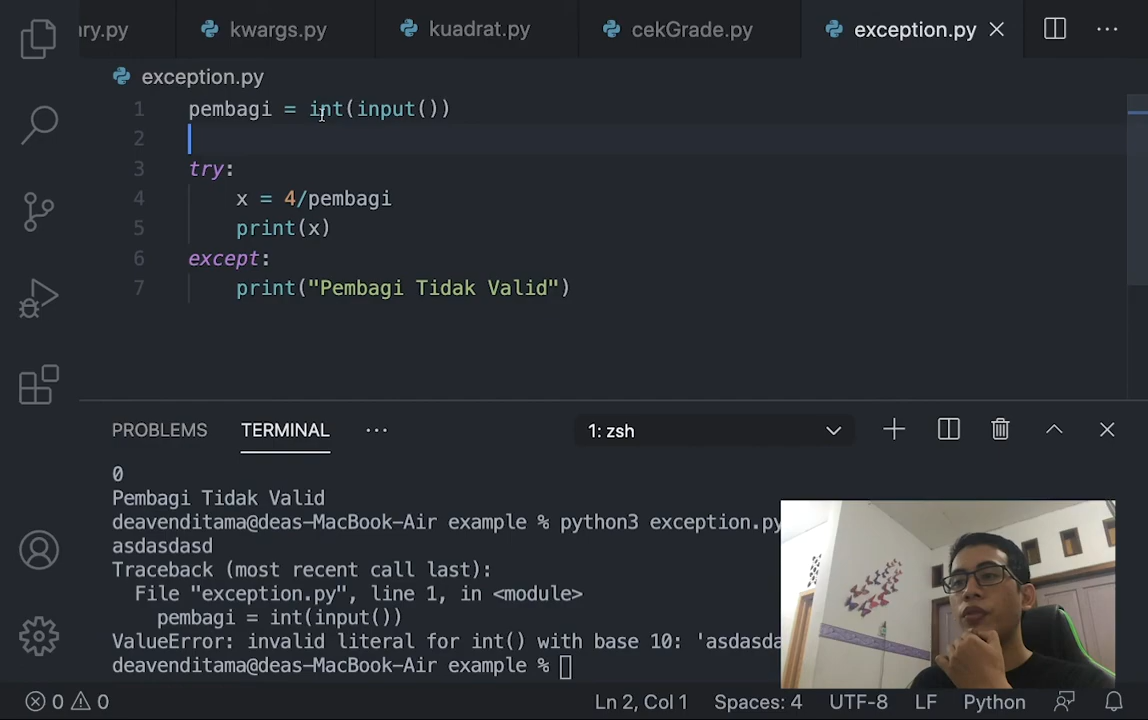 ry.py
kwargs.py
kuadrat.py
cekGrade.py
exception.py
exception.py
1 pembagi = int(input())
2
3 try:
4 x = 4/pembagi
5 print(x)
6 except:
7 print("Pembagi Tidak Valid")
PROBLEMS TERMINAL ...
1: zsh
0
Pembagi Tidak Valid
deavenditama@deas-MacBook-Air example % python3 exception.py
asdasdasd
Traceback (most recent call last):
File "exception.py", line 1, in <module>
pembagi = int(input())
ValueError: invalid literal for int() with base 10: 'asdasda
deavenditama@deas-MacBook-Air example %
0 0 Ln 2, Col 1 Spaces: 4 UTF-8 LF Python